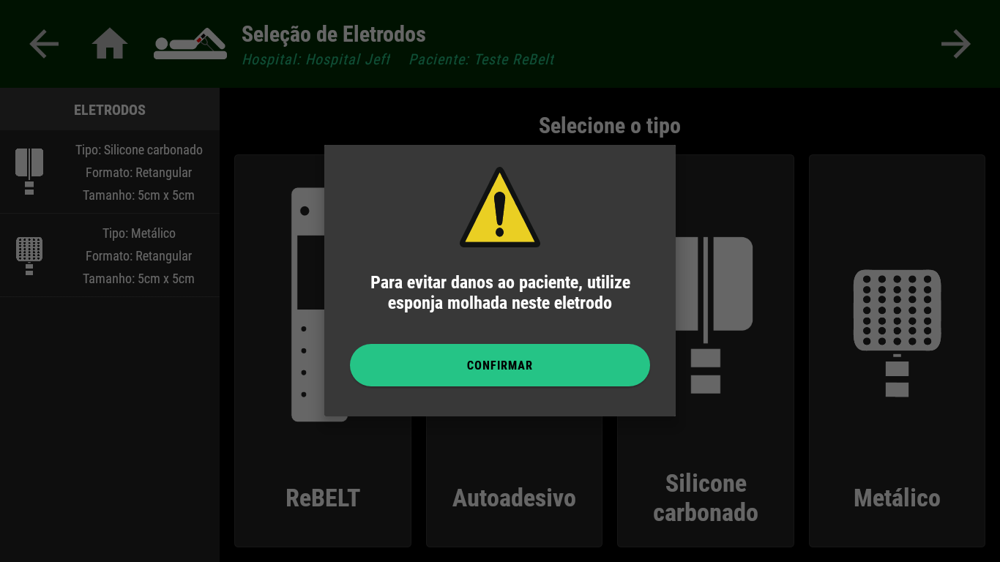 Seleção de Eletrodos
Hospital: Hospital Jeff Paciente: Teste ReBelt
ELETRODOS
Tipo: Silicone carbonado
Formato: Retangular
Tamanho: 5cm x 5cm
Tipo: Metálico
Formato: Retangular
Tamanho: 5cm x 5cm
Selecione o tipo
Para evitar danos ao paciente, utilize
esponja molhada neste eletrodo
CONFIRMAR
ReBELT
Autoadesivo
Silicone
carbonado
Metálico